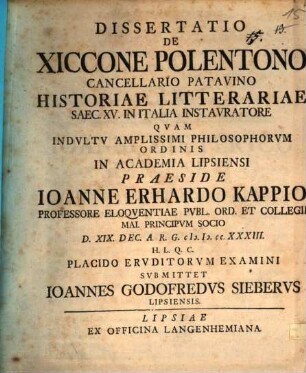 DISSERTATIO
DE
XICCONE POLENTONO
CANCELLARIO PATAVINO
HISTORIAE LITTERARIAE
SAEC. XV. IN ITALIA INSTAVRATORE
QVAM
INDVLTV AMPLISSIMI PHILOSOPHORVM
ORDINIS
IN ACADEMIA LIPSIENSI
PRAESIDE
IOANNE ERHARDO KAPPIO
PROFESSORE ELOQVENTIAE PVBL. ORD. ET COLLEGII
MAI. PRINCIPVM SOCIO
D. XIX. DEC. A. R. G. cIɔ. Iɔ. cc. XXXIII.
H. L. Q. C.
PLACIDO ERVDITORVM EXAMINI
SVBMITTET
IOANNES GODOFREDVS SIEBERVS
LIPSIENSIS.
LIPSIAE
EX OFFICINA LANGENHEMIANA.